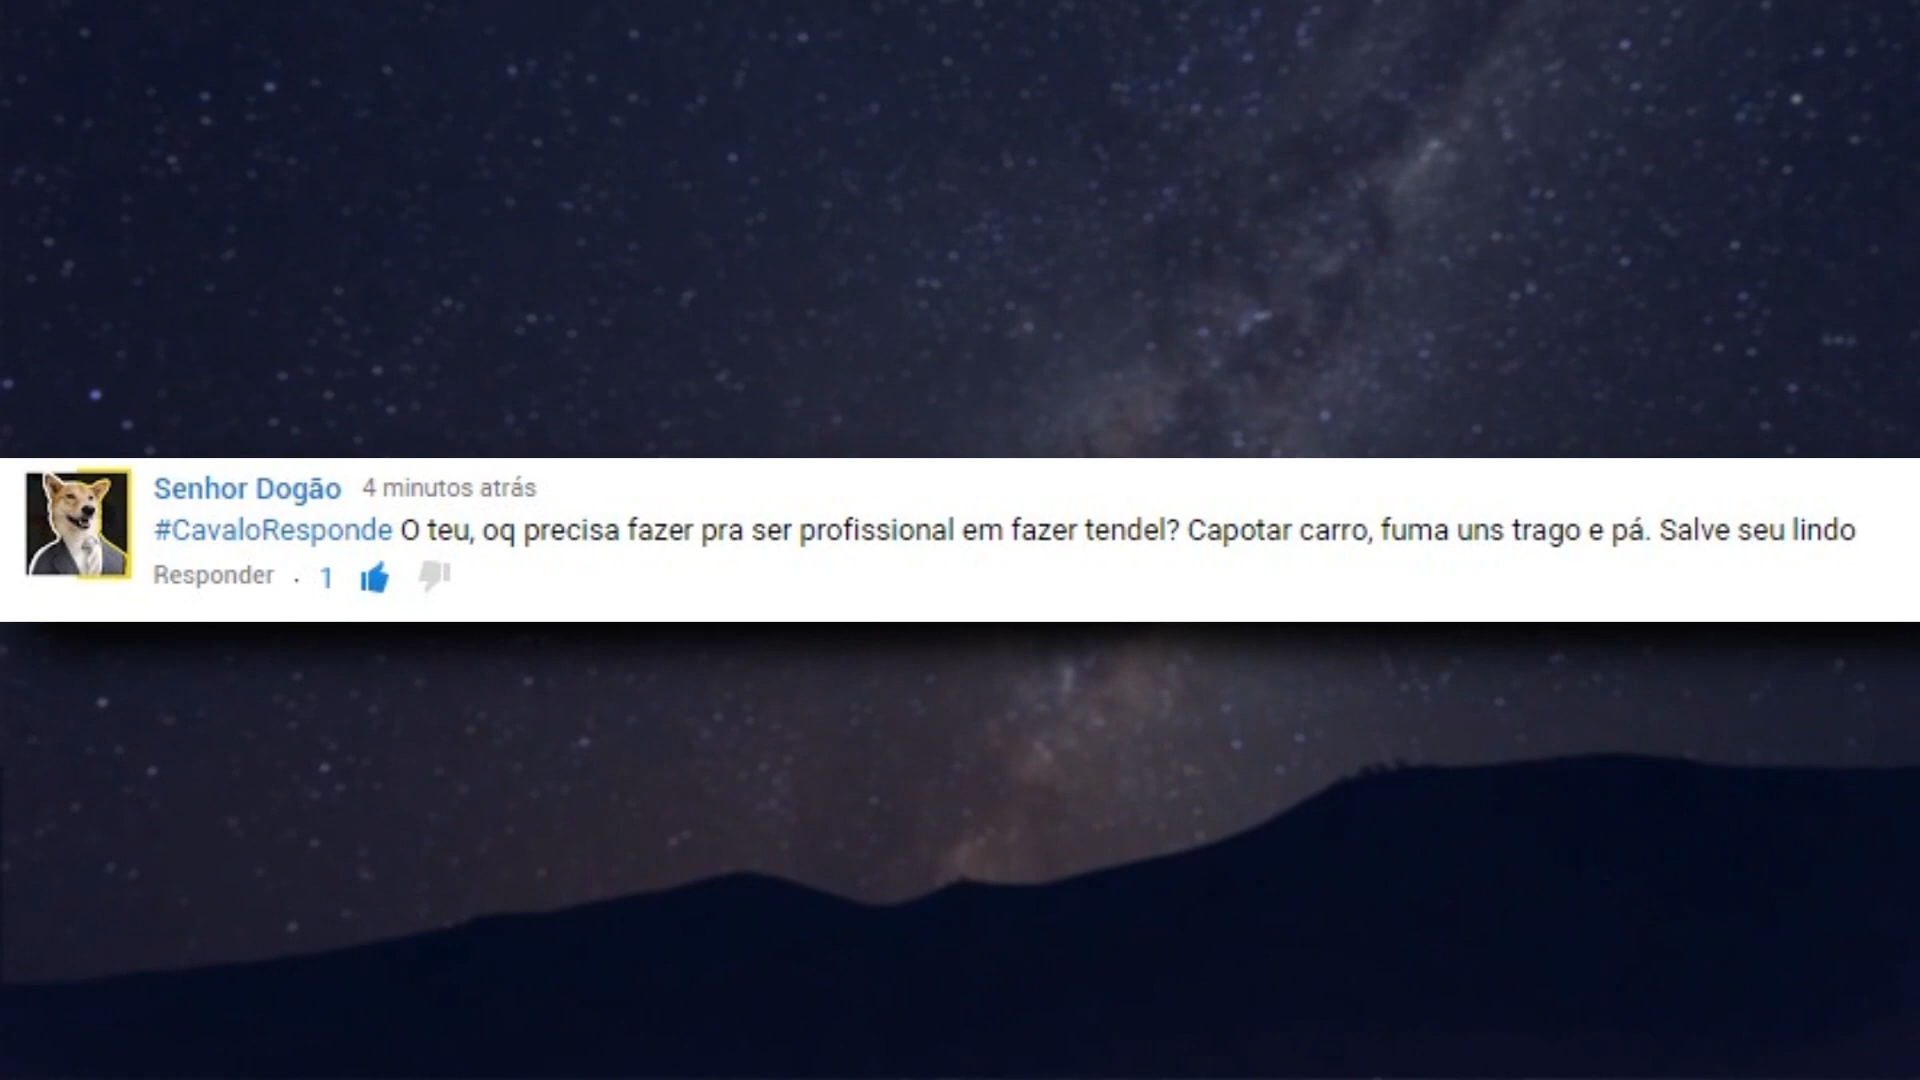 Senhor Dogão 4 minutos atrás
#CavaloResponde O teu, oq precisa fazer pra ser profissional em fazer tendel? Capotar carro, fuma uns trago e pá. Salve seu lindo
Responder · 1